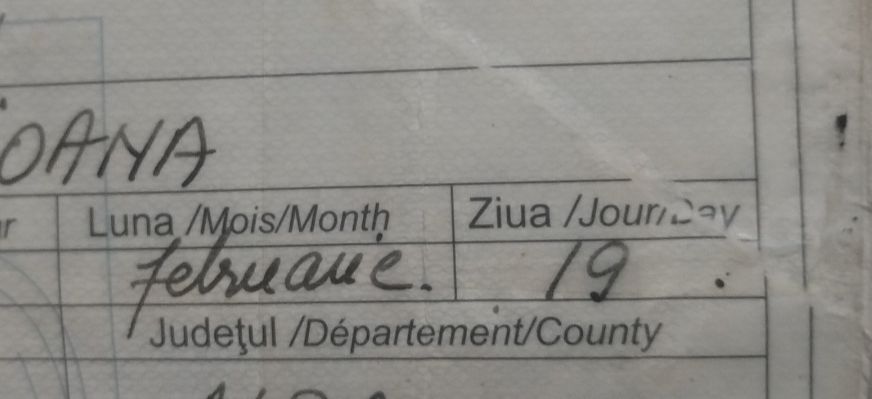 OANA
r Luna /Mois/Month Ziua /Jour/Day
februarie. 19.
Judeţul /Département/County